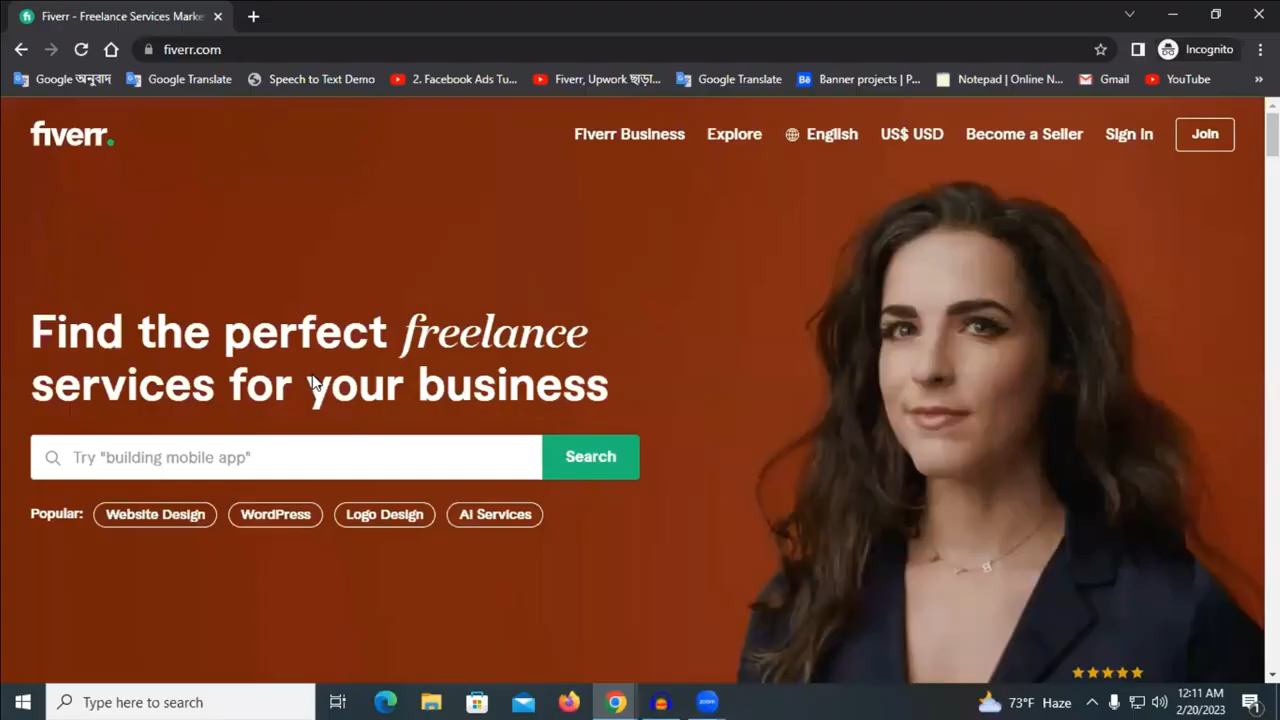 Fiverr - Freelance Services Marke
fiverr.com
Incognito
Google অনুবাদ
Google Translate
Speech to Text Demo
2. Facebook Ads Tu...
Fiverr, Upwork ছাড়া...
Google Translate
Bē
Banner projects | P...
Notepad | Online N...
Gmail
YouTube
»
fiverr.
Fiverr Business
Explore
English
US$ USD
Become a Seller
Sign in
Join
Find the perfect freelance
services for your business
Try "building mobile app"
Search
Popular:
Website Design
WordPress
Logo Design
AI Services
Type here to search
zoom
73°F Haze
12:11 AM
2/20/2023
1